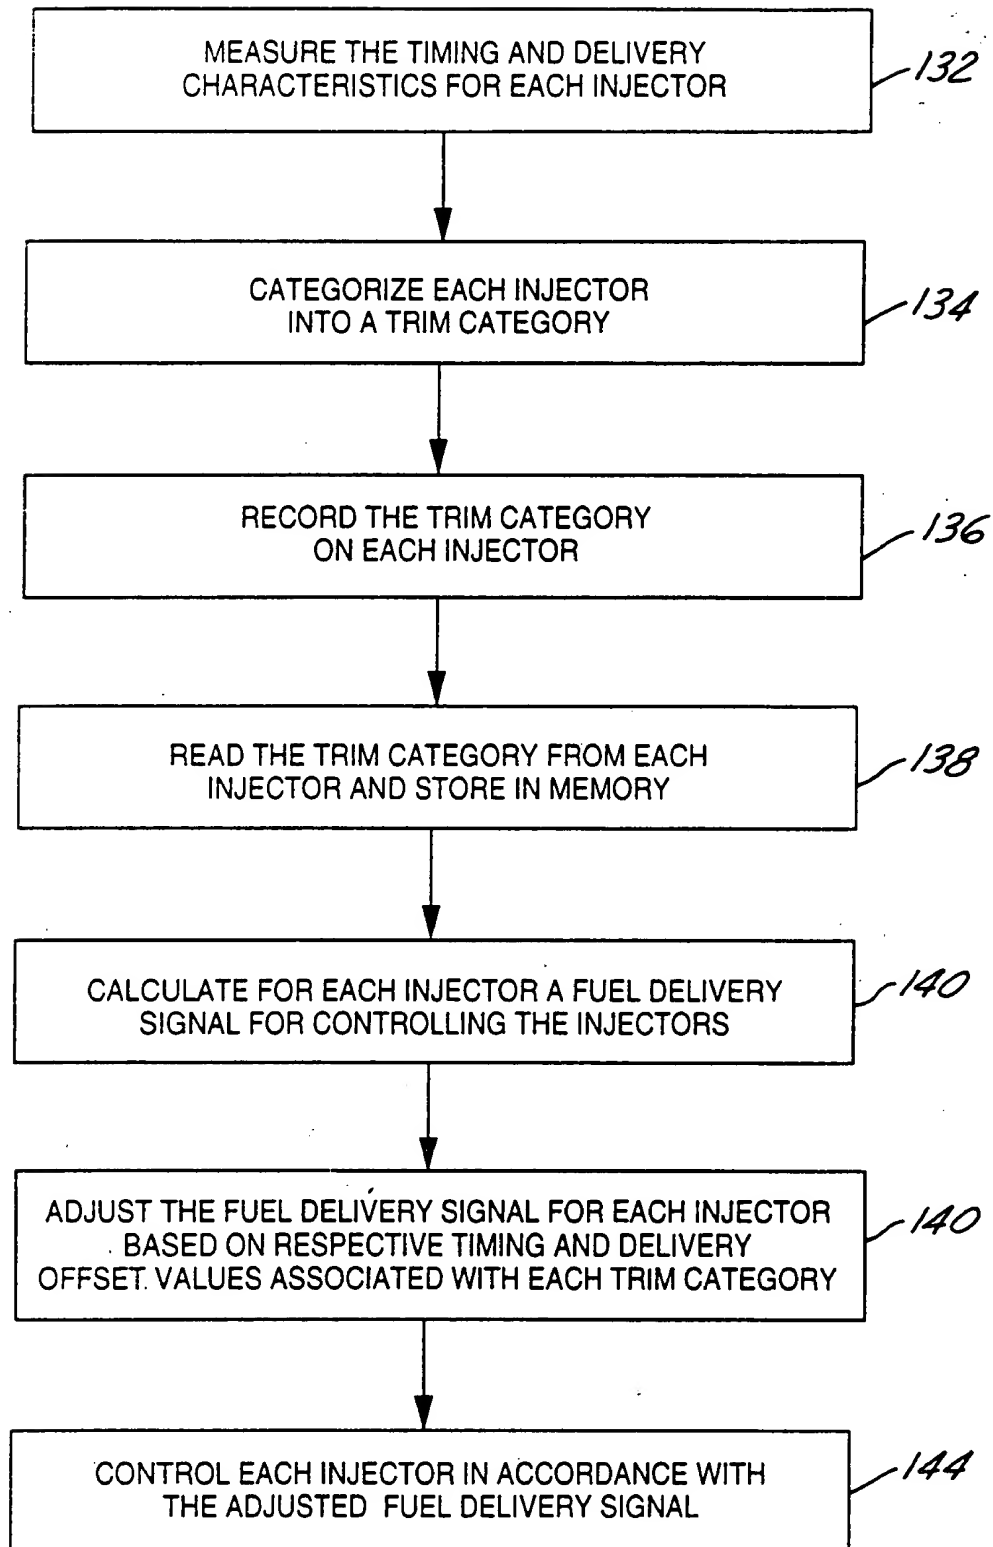 MEASURE THE TIMING AND DELIVERY
CHARACTERISTICS FOR EACH INJECTOR
132
CATEGORIZE EACH INJECTOR
INTO A TRIM CATEGORY
134
RECORD THE TRIM CATEGORY
ON EACH INJECTOR
136
READ THE TRIM CATEGORY FROM EACH
INJECTOR AND STORE IN MEMORY
138
CALCULATE FOR EACH INJECTOR A FUEL DELIVERY
SIGNAL FOR CONTROLLING THE INJECTORS
140
ADJUST THE FUEL DELIVERY SIGNAL FOR EACH INJECTOR
BASED ON RESPECTIVE TIMING AND DELIVERY
OFFSET VALUES ASSOCIATED WITH EACH TRIM CATEGORY
140
CONTROL EACH INJECTOR IN ACCORDANCE WITH
THE ADJUSTED FUEL DELIVERY SIGNAL
144